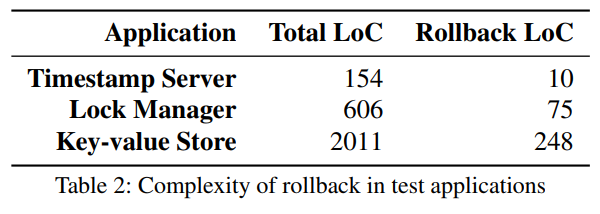 Application Total LoC Rollback LoC
Timestamp Server 154 10
Lock Manager 606 75
Key-value Store 2011 248
Table 2: Complexity of rollback in test applications